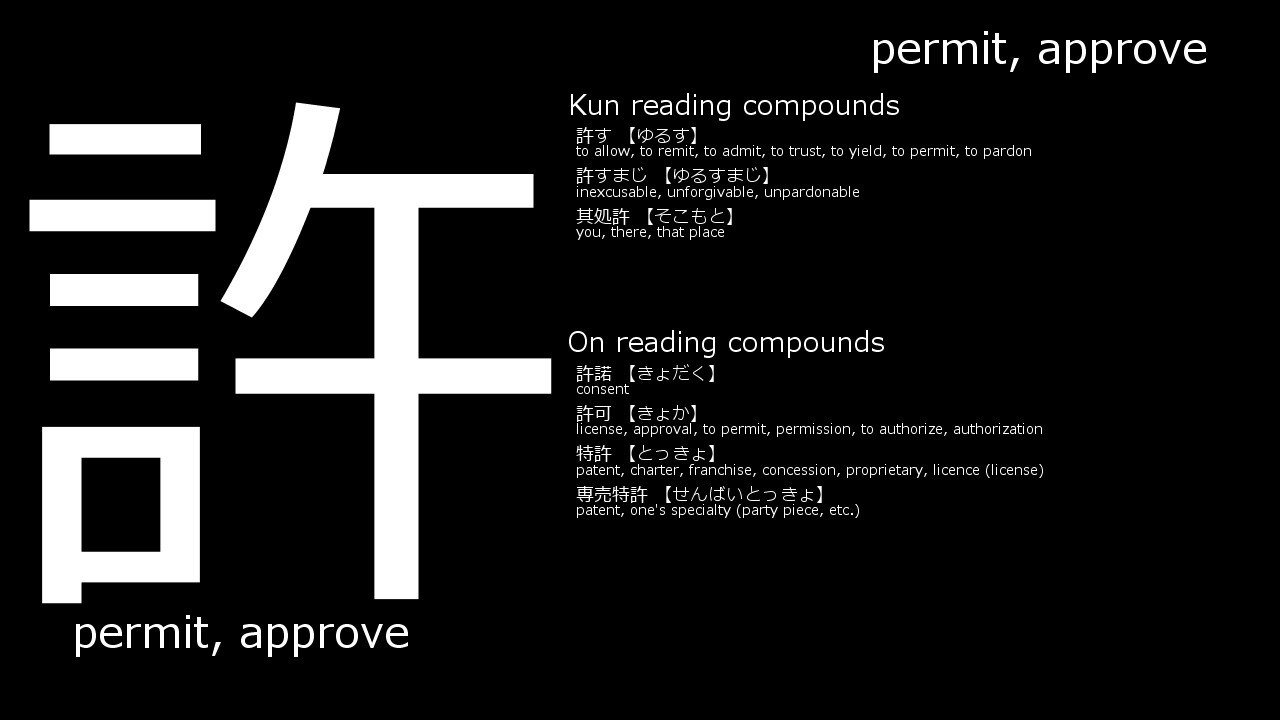 permit, approve
許
permit, approve
Kun reading compounds
許す 【ゆるす】
to allow, to remit, to admit, to trust, to yield, to permit, to pardon
許すまじ 【ゆるすまじ】
inexcusable, unforgivable, unpardonable
其処許 【そこもと】
you, there, that place
On reading compounds
許諾 【きょだく】
consent
許可 【きょか】
license, approval, to permit, permission, to authorize, authorization
特許 【とっきょ】
patent, charter, franchise, concession, proprietary, licence (license)
専売特許 【せんばいとっきょ】
patent, one's specialty (party piece, etc.)